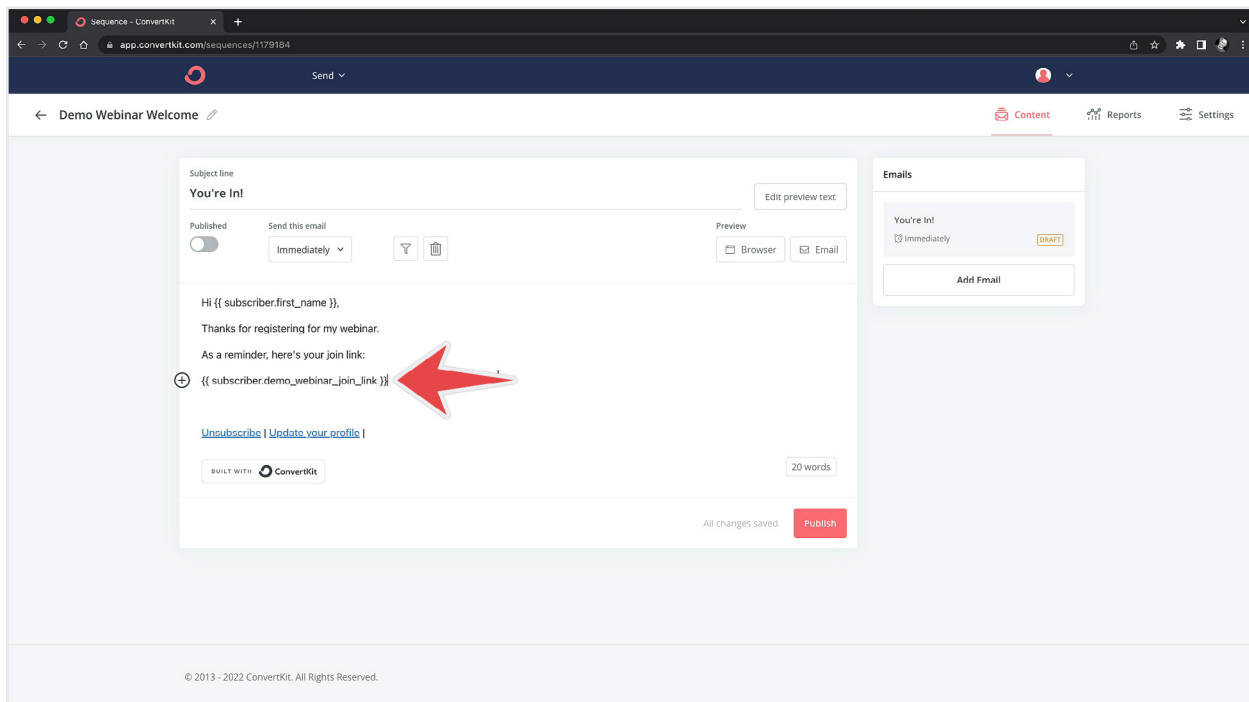 Sequence - ConvertKit
app.convertkit.com/sequences/1179184
Send
Demo Webinar Welcome
Content
Reports
Settings
Subject line
You're In!
Edit preview text
Published
Send this email
Immediately
Preview
Browser
Email
Hi {{ subscriber.first_name }},
Thanks for registering for my webinar.
As a reminder, here's your join link:
{{ subscriber.demo_webinar_join_link }}
Unsubscribe | Update your profile |
BUILT WITH ConvertKit
20 words
All changes saved
Publish
Emails
You're In!
Immediately
DRAFT
Add Email
© 2013 - 2022 ConvertKit. All Rights Reserved.